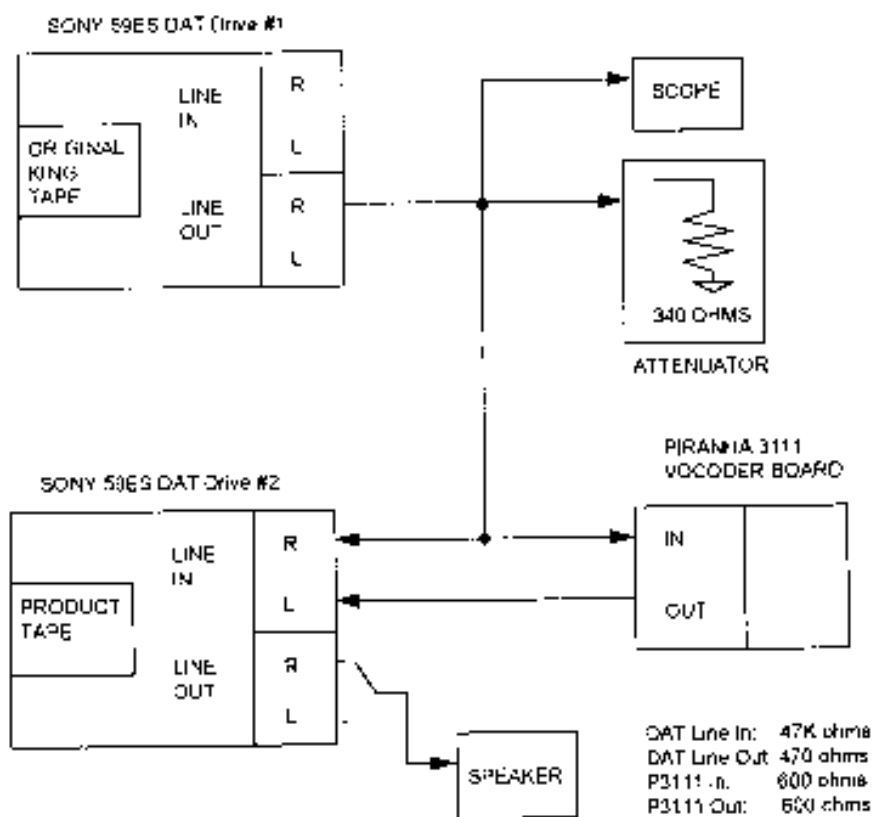 SONY 59ES DAT Drive #1
LINE
IN
R
L
ORIGINAL
KING
TAPE
LINE
OUT
R
L
SCOPE
340 OHMS
ATTENUATOR
PIRANHA 3111
VOCODER BOARD
SONY 59ES DAT Drive #2
LINE
IN
R
L
IN
OUT
PRODUCT
TAPE
LINE
OUT
R
L
SPEAKER
DAT Line In: 47K ohms
DAT Line Out 470 ohms
P3111 In. 600 ohms
P3111 Out: 600 ohms